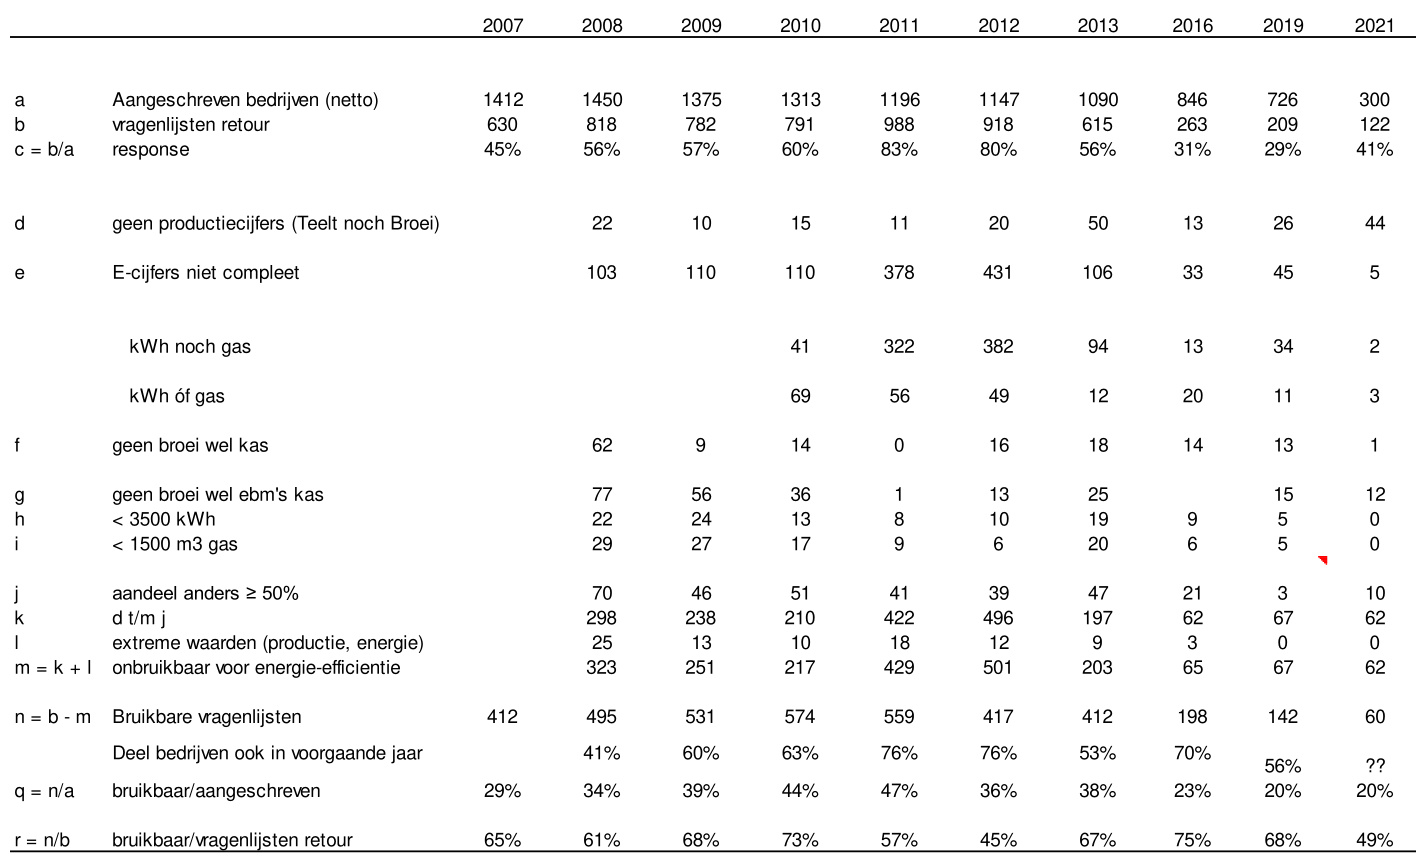 2007 2008 2009 2010 2011 2012 2013 2016 2019 2021
a Aangeschreven bedrijven (netto) 1412 1450 1375 1313 1196 1147 1090 846 726 300
b vragenlijsten retour 630 818 782 791 988 918 615 263 209 122
c = b/a response 45% 56% 57% 60% 83% 80% 56% 31% 29% 41%
d geen productiecijfers (Teelt noch Broei) 22 10 15 11 20 50 13 26 44
e E-cijfers niet compleet 103 110 110 378 431 106 33 45 5
kWh noch gas 41 322 382 94 13 34 2
kWh óf gas 69 56 49 12 20 11 3
f geen broei wel kas 62 9 14 0 16 18 14 13 1
g geen broei wel ebm's kas 77 56 36 1 13 25 15 12
h < 3500 kWh 22 24 13 8 10 19 9 5 0
i < 1500 m3 gas 29 27 17 9 6 20 6 5 0
j aandeel anders ≥ 50% 70 46 51 41 39 47 21 3 10
k d t/m j 298 238 210 422 496 197 62 67 62
l extreme waarden (productie, energie) 25 13 10 18 12 9 3 0 0
m = k + l onbruikbaar voor energie-efficientie 323 251 217 429 501 203 65 67 62
n = b - m Bruikbare vragenlijsten 412 495 531 574 559 417 412 198 142 60
Deel bedrijven ook in voorgaande jaar 41% 60% 63% 76% 76% 53% 70% 56% ??
q = n/a bruikbaar/aangeschreven 29% 34% 39% 44% 47% 36% 38% 23% 20% 20%
r = n/b bruikbaar/vragenlijsten retour 65% 61% 68% 73% 57% 45% 67% 75% 68% 49%